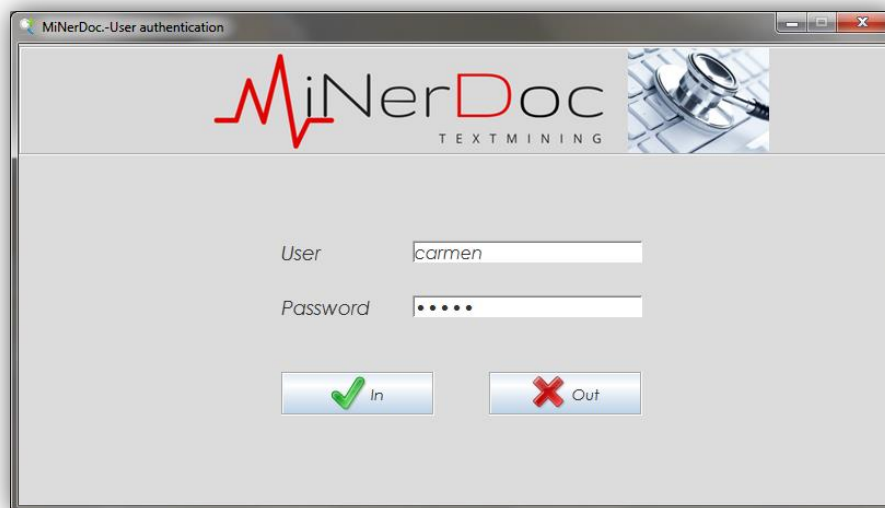 MiNerDoc.-User authentication
MiNerDoc
TEXTMINING
User carmen
Password •••••
In Out